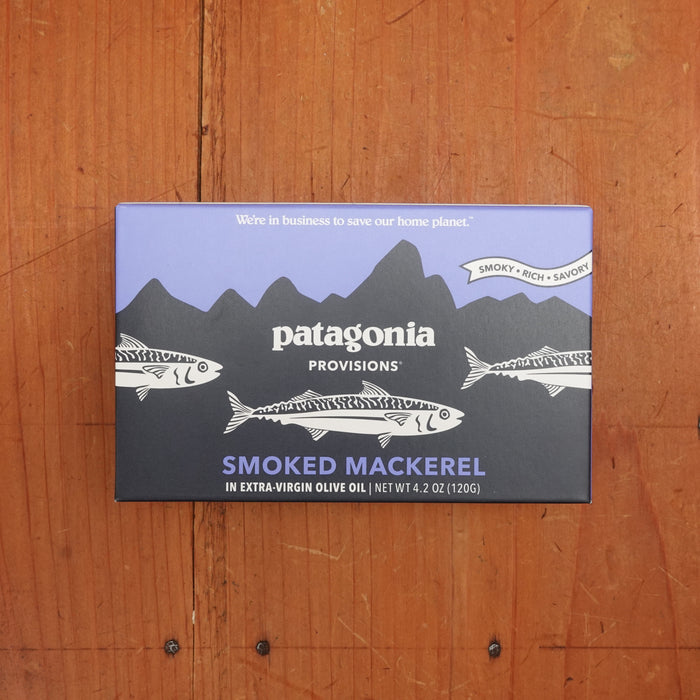 We're in business to save our home planet.™
SMOKY • RICH • SAVORY
patagonia
PROVISIONS®
SMOKED MACKEREL
IN EXTRA-VIRGIN OLIVE OIL | NET WT 4.2 OZ (120G)